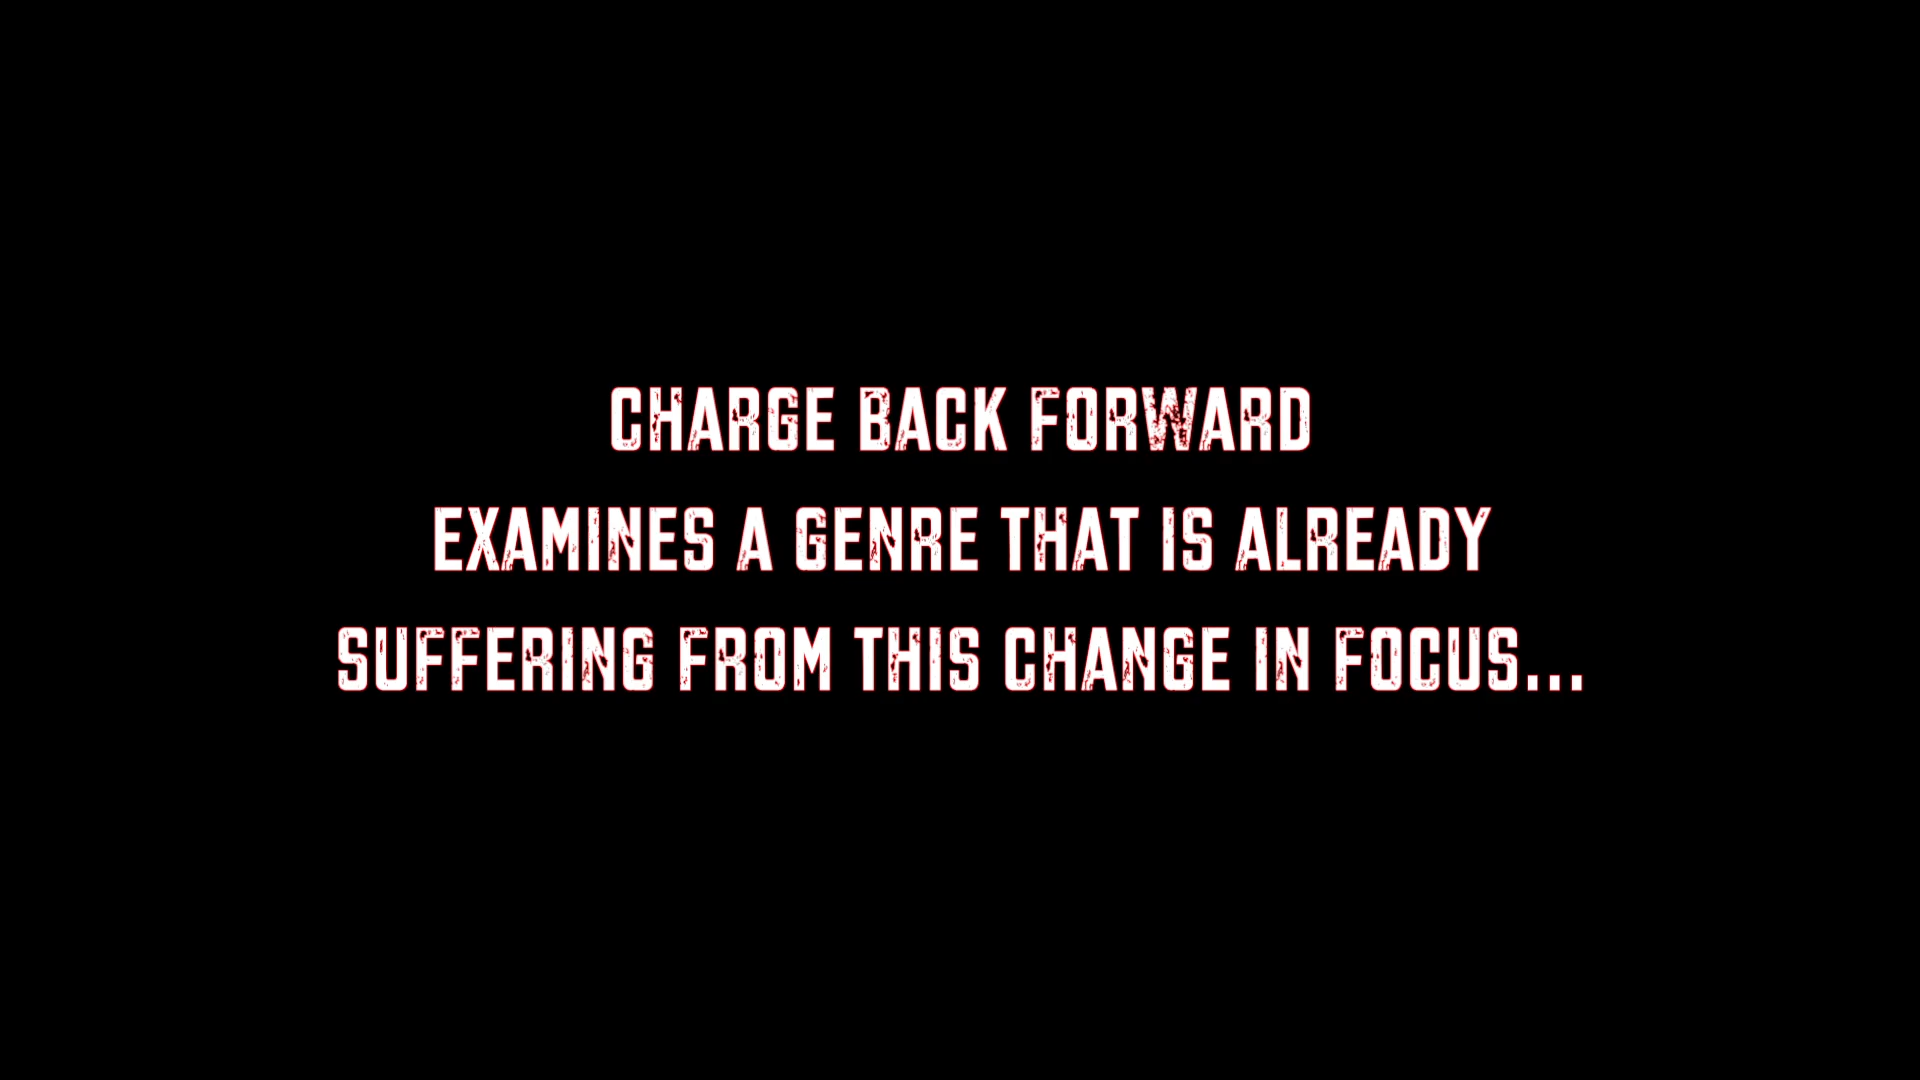 CHARGE BACK FORWARD
EXAMINES A GENRE THAT IS ALREADY
SUFFERING FROM THIS CHANGE IN FOCUS...